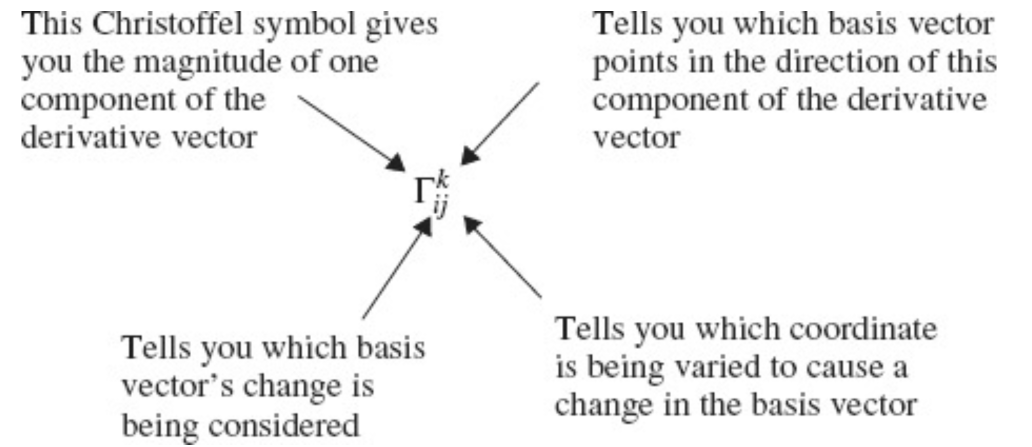 This Christoffel symbol gives
you the magnitude of one
component of the
derivative vector
Tells you which basis vector
points in the direction of this
component of the derivative
vector
Γᵏᵢⱼ
Tells you which basis
vector’s change is
being considered
Tells you which coordinate
is being varied to cause a
change in the basis vector